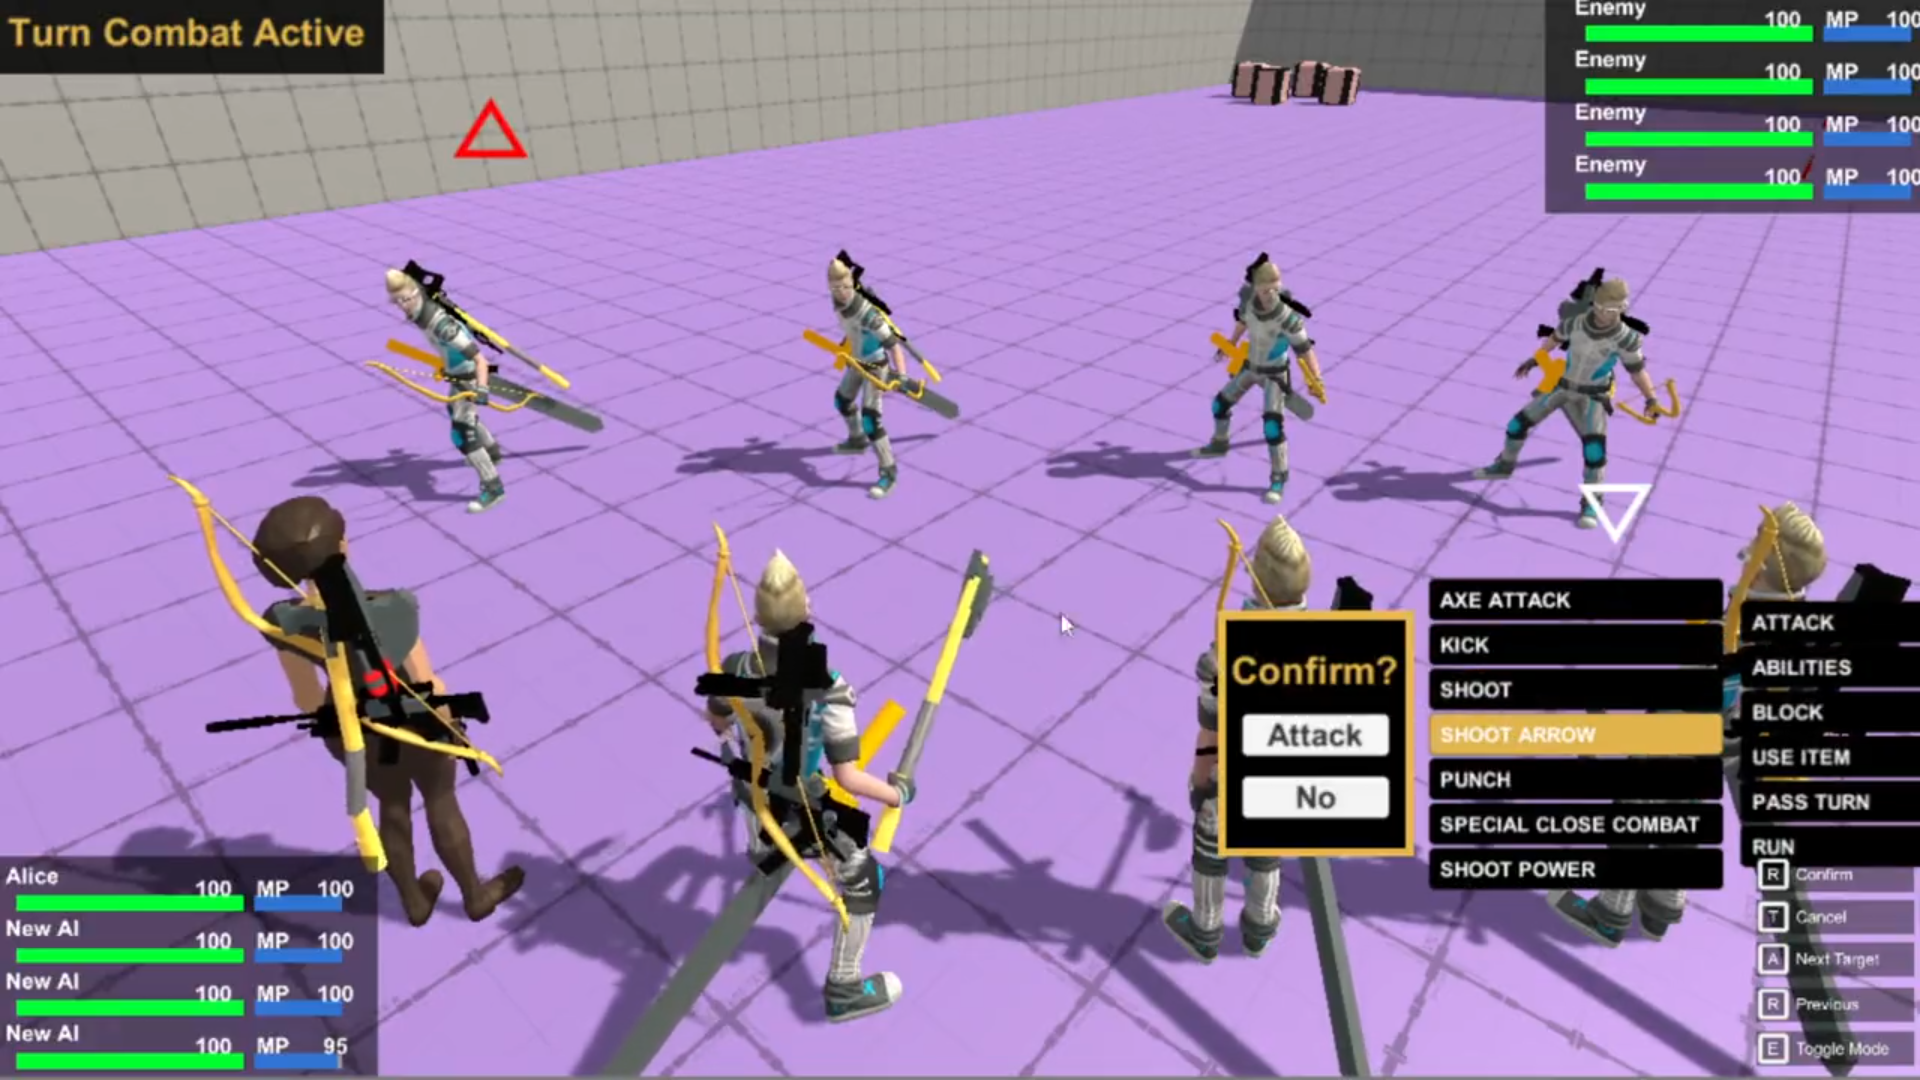 Turn Combat Active
Enemy
100 MP 100
Enemy
100 MP 100
Enemy
100 MP 100
Enemy
100 MP 100
AXE ATTACK
KICK
SHOOT
SHOOT ARROW
PUNCH
SPECIAL CLOSE COMBAT
SHOOT POWER
ATTACK
ABILITIES
BLOCK
USE ITEM
PASS TURN
RUN
Confirm?
Attack
No
R Confirm
T Cancel
A Next Target
R Previous
E Toggle Mode
Alice
100 MP 100
New AI
100 MP 100
New AI
100 MP 100
New AI
100 MP 95